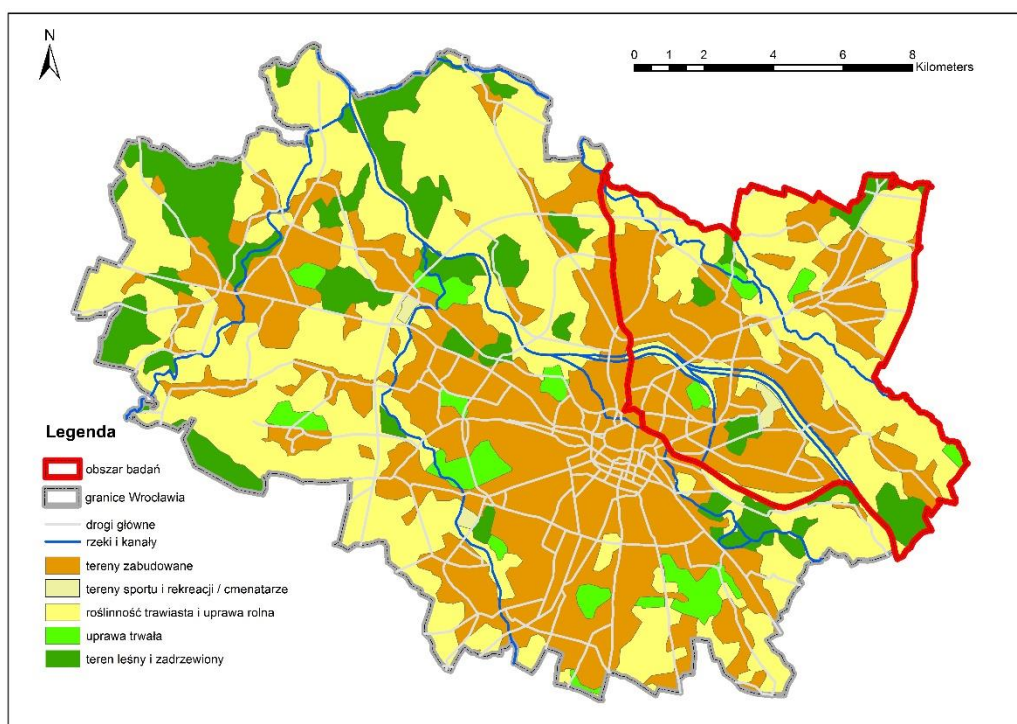 N
0 1 2 4 6 8
Kilometers
Legenda
obszar badań
granice Wrocławia
drogi główne
rzeki i kanały
tereny zabudowane
tereny sportu i rekreacji / cmenatarze
roślinność trawiasta i uprawa rolna
uprawa trwała
teren leśny i zadrzewiony